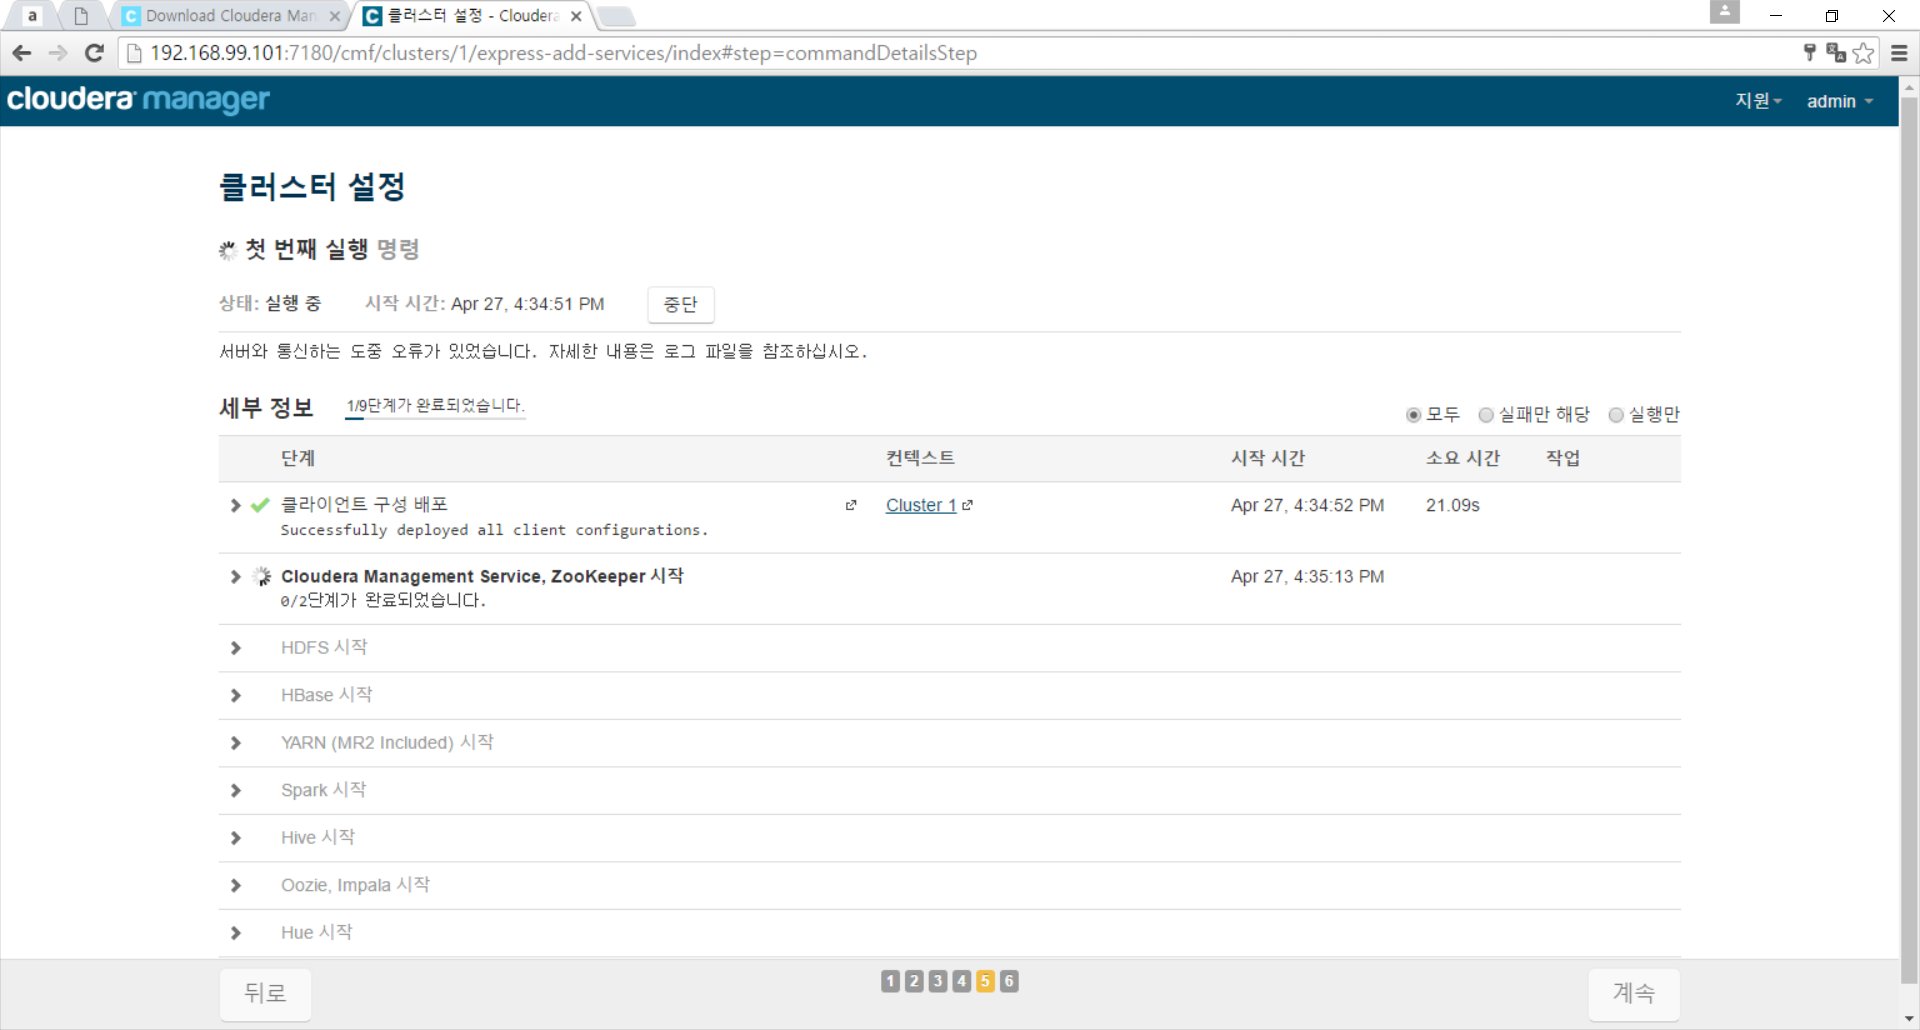 a
Download Cloudera Man
클러스터 설정 - Cloudera
192.168.99.101:7180/cmf/clusters/1/express-add-services/index#step=commandDetailsStep
cloudera manager
지원
admin
클러스터 설정
첫 번째 실행 명령
상태: 실행 중 시작 시간: Apr 27, 4:34:51 PM 중단
서버와 통신하는 도중 오류가 있었습니다. 자세한 내용은 로그 파일을 참조하십시오.
세부 정보 1/9단계가 완료되었습니다.
모두 실패만 해당 실행만
단계 컨텍스트 시작 시간 소요 시간 작업
클라이언트 구성 배포 Cluster 1 Apr 27, 4:34:52 PM 21.09s
Successfully deployed all client configurations.
Cloudera Management Service, ZooKeeper 시작 Apr 27, 4:35:13 PM
0/2단계가 완료되었습니다.
HDFS 시작
HBase 시작
YARN (MR2 Included) 시작
Spark 시작
Hive 시작
Oozie, Impala 시작
Hue 시작
뒤로
1 2 3 4 5 6
계속